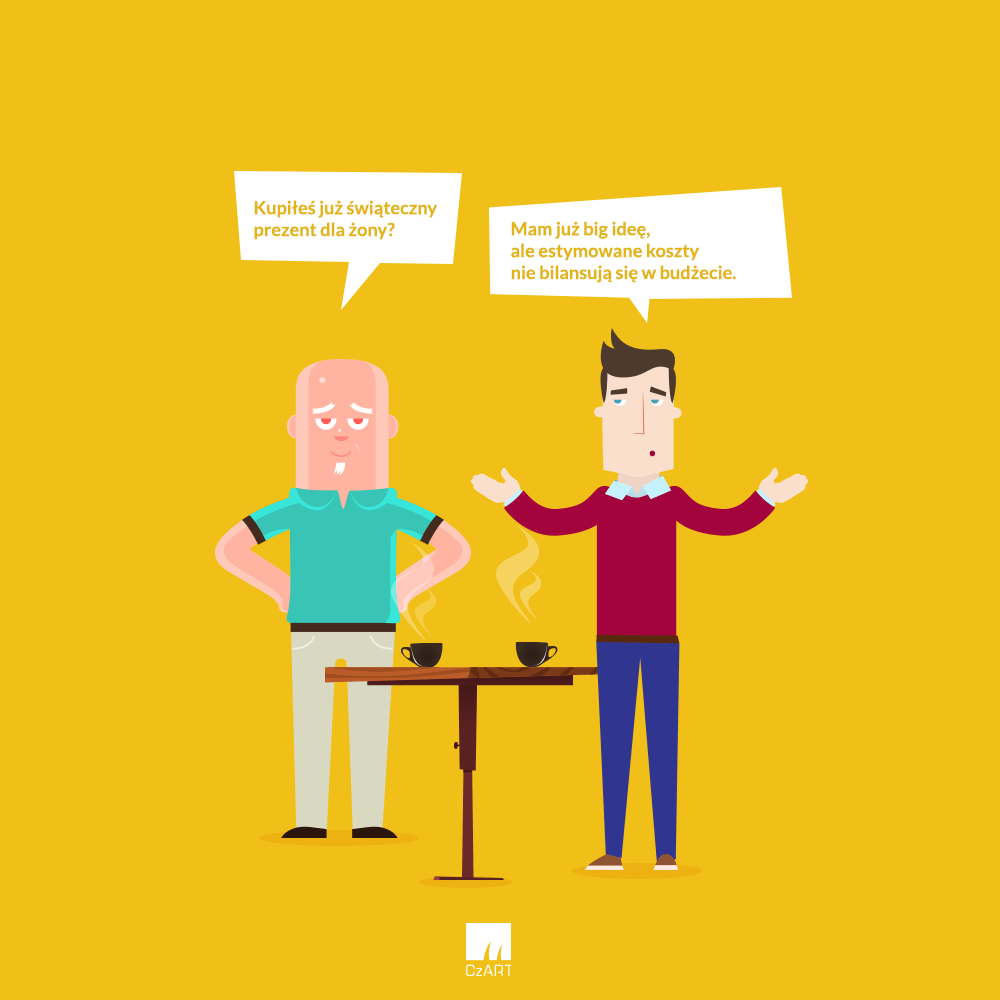 Kupiłeś już świąteczny
prezent dla żony?
Mam już big ideę,
ale estymowane koszty
nie bilansują się w budżecie.
CzART